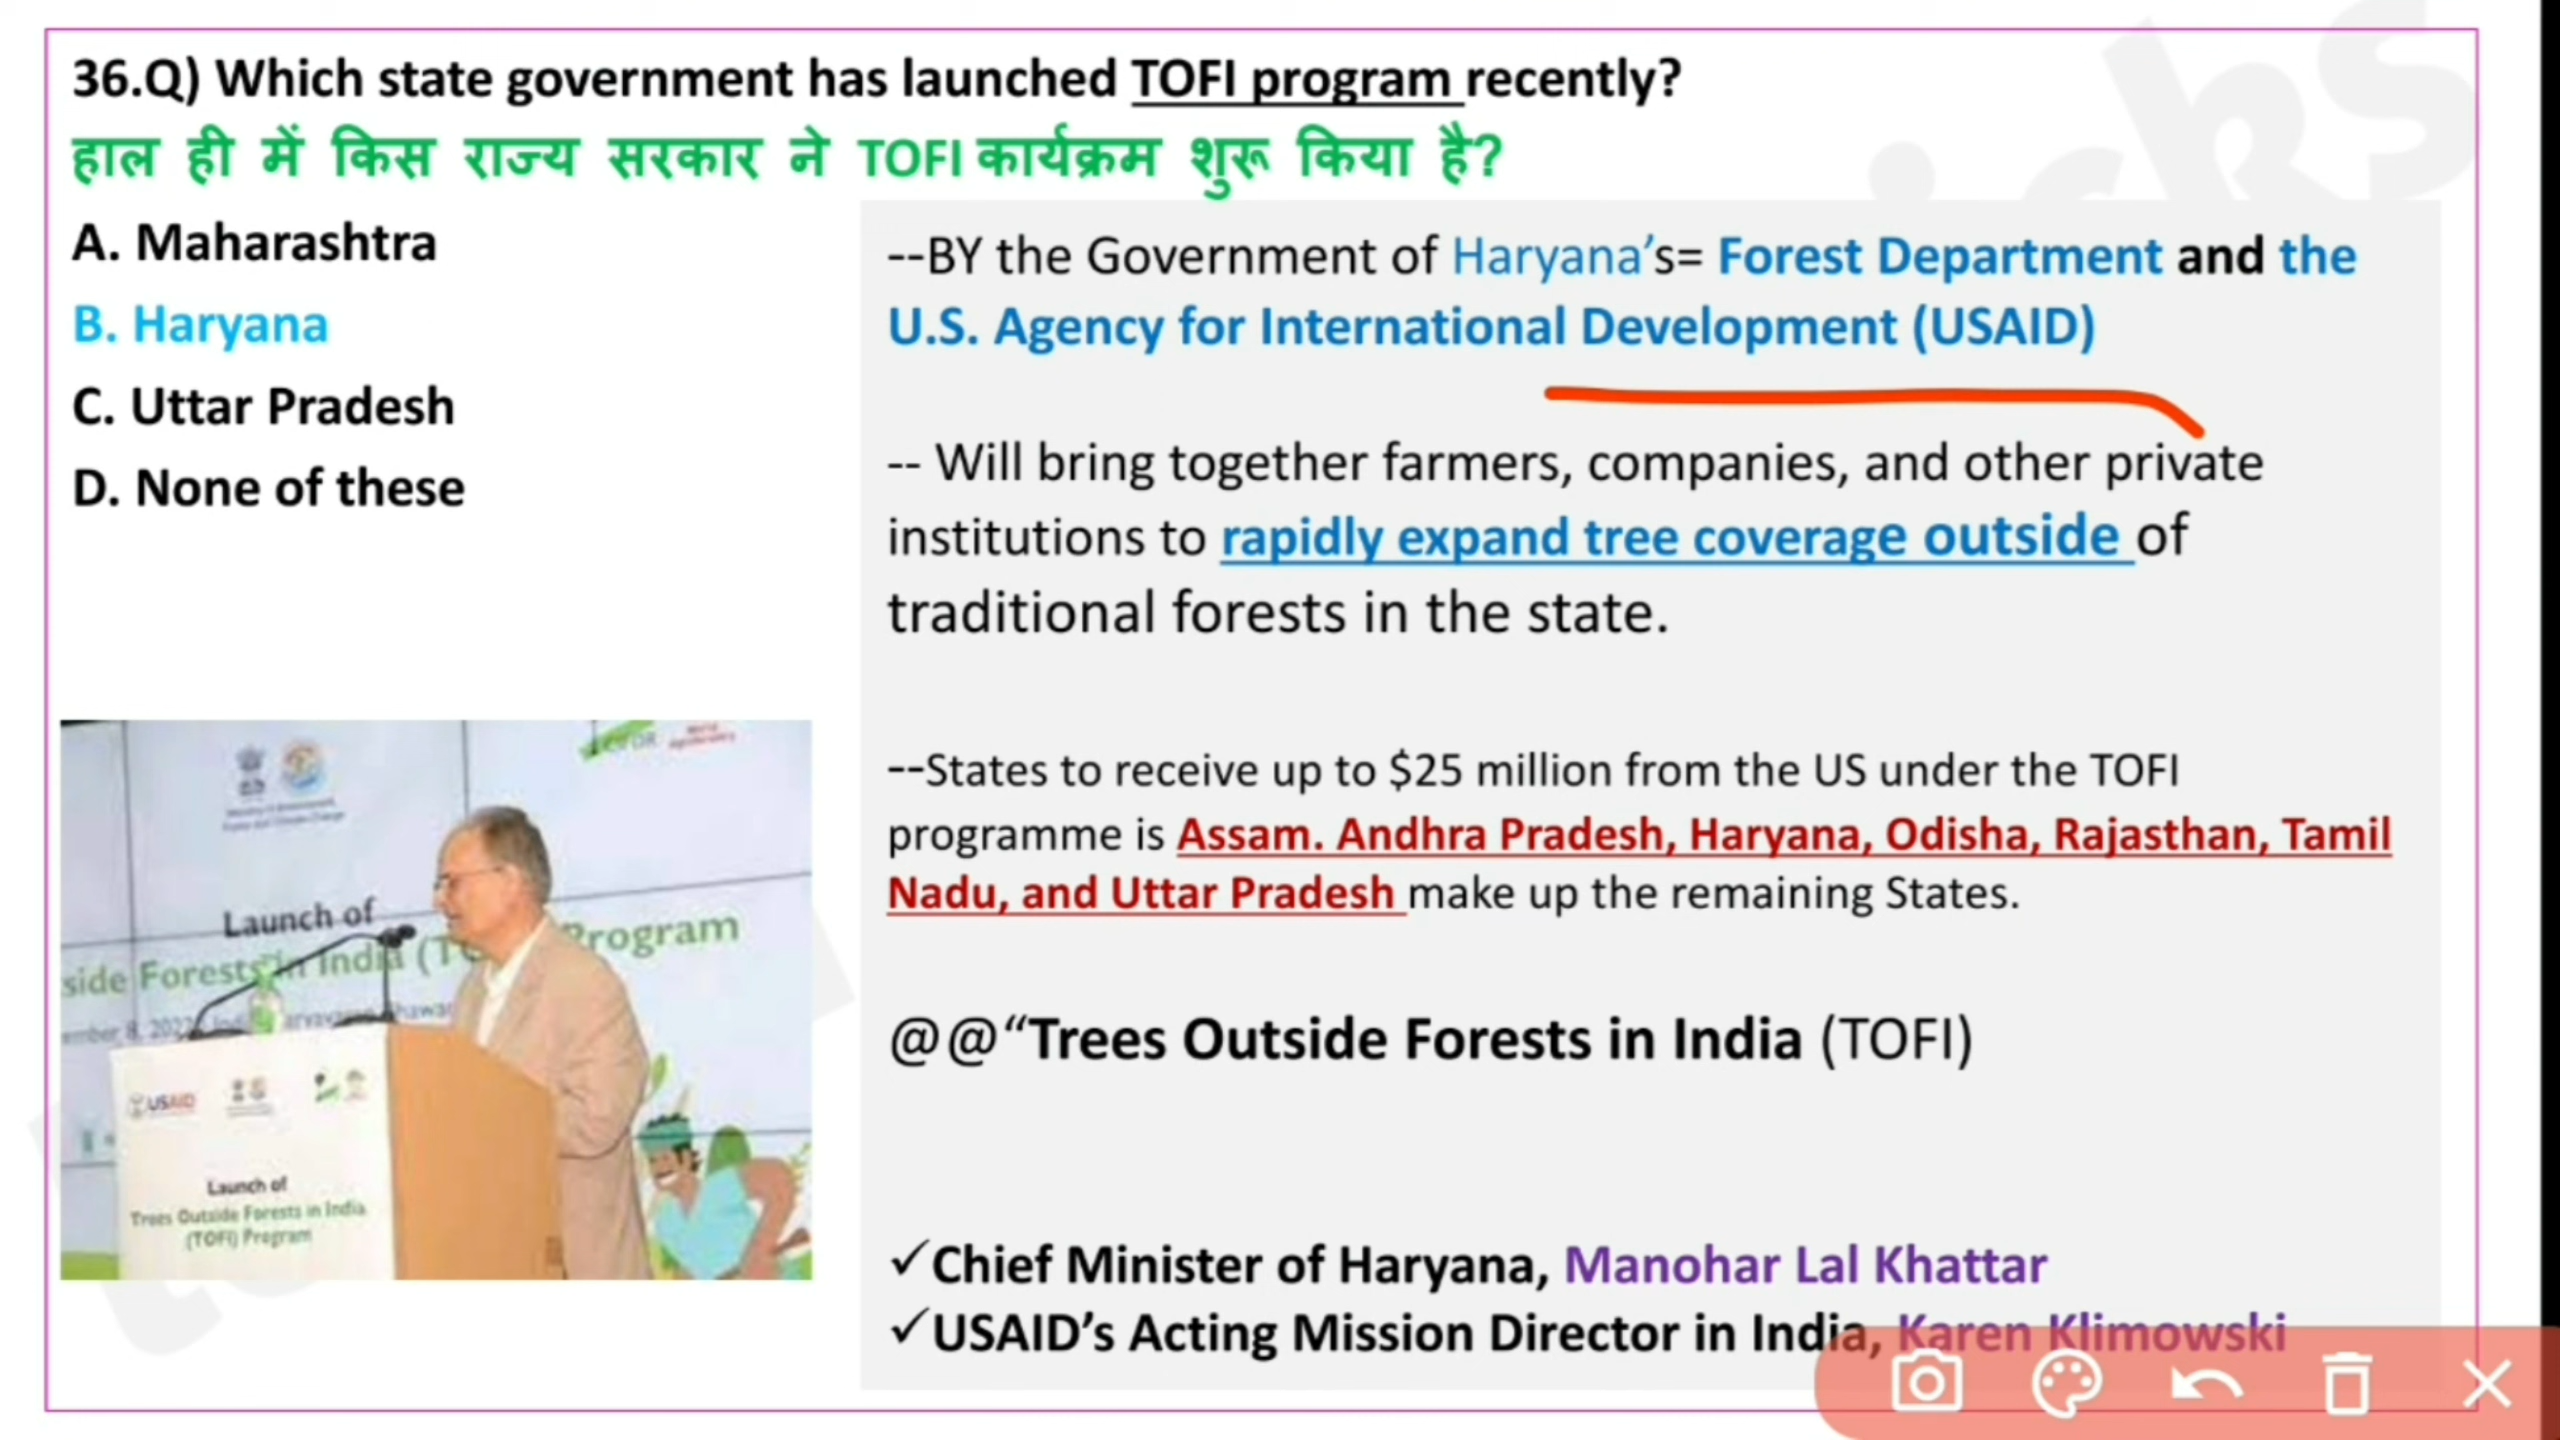 36.Q) Which state government has launched TOFI program recently?
हाल ही में किस राज्य सरकार ने TOFI कार्यक्रम शुरू किया है?
A. Maharashtra
B. Haryana
C. Uttar Pradesh
D. None of these
--BY the Government of Haryana’s= Forest Department and the
U.S. Agency for International Development (USAID)
-- Will bring together farmers, companies, and other private
institutions to rapidly expand tree coverage outside of
traditional forests in the state.
--States to receive up to $25 million from the US under the TOFI
programme is Assam. Andhra Pradesh, Haryana, Odisha, Rajasthan, Tamil
Nadu, and Uttar Pradesh make up the remaining States.
@@“Trees Outside Forests in India (TOFI)
✓Chief Minister of Haryana, Manohar Lal Khattar
✓USAID’s Acting Mission Director in India, Karen Klimowski
Launch of
side Forests in India Program
USAID
Launch of
Trees Outside Forests in India
(TOFI) Program